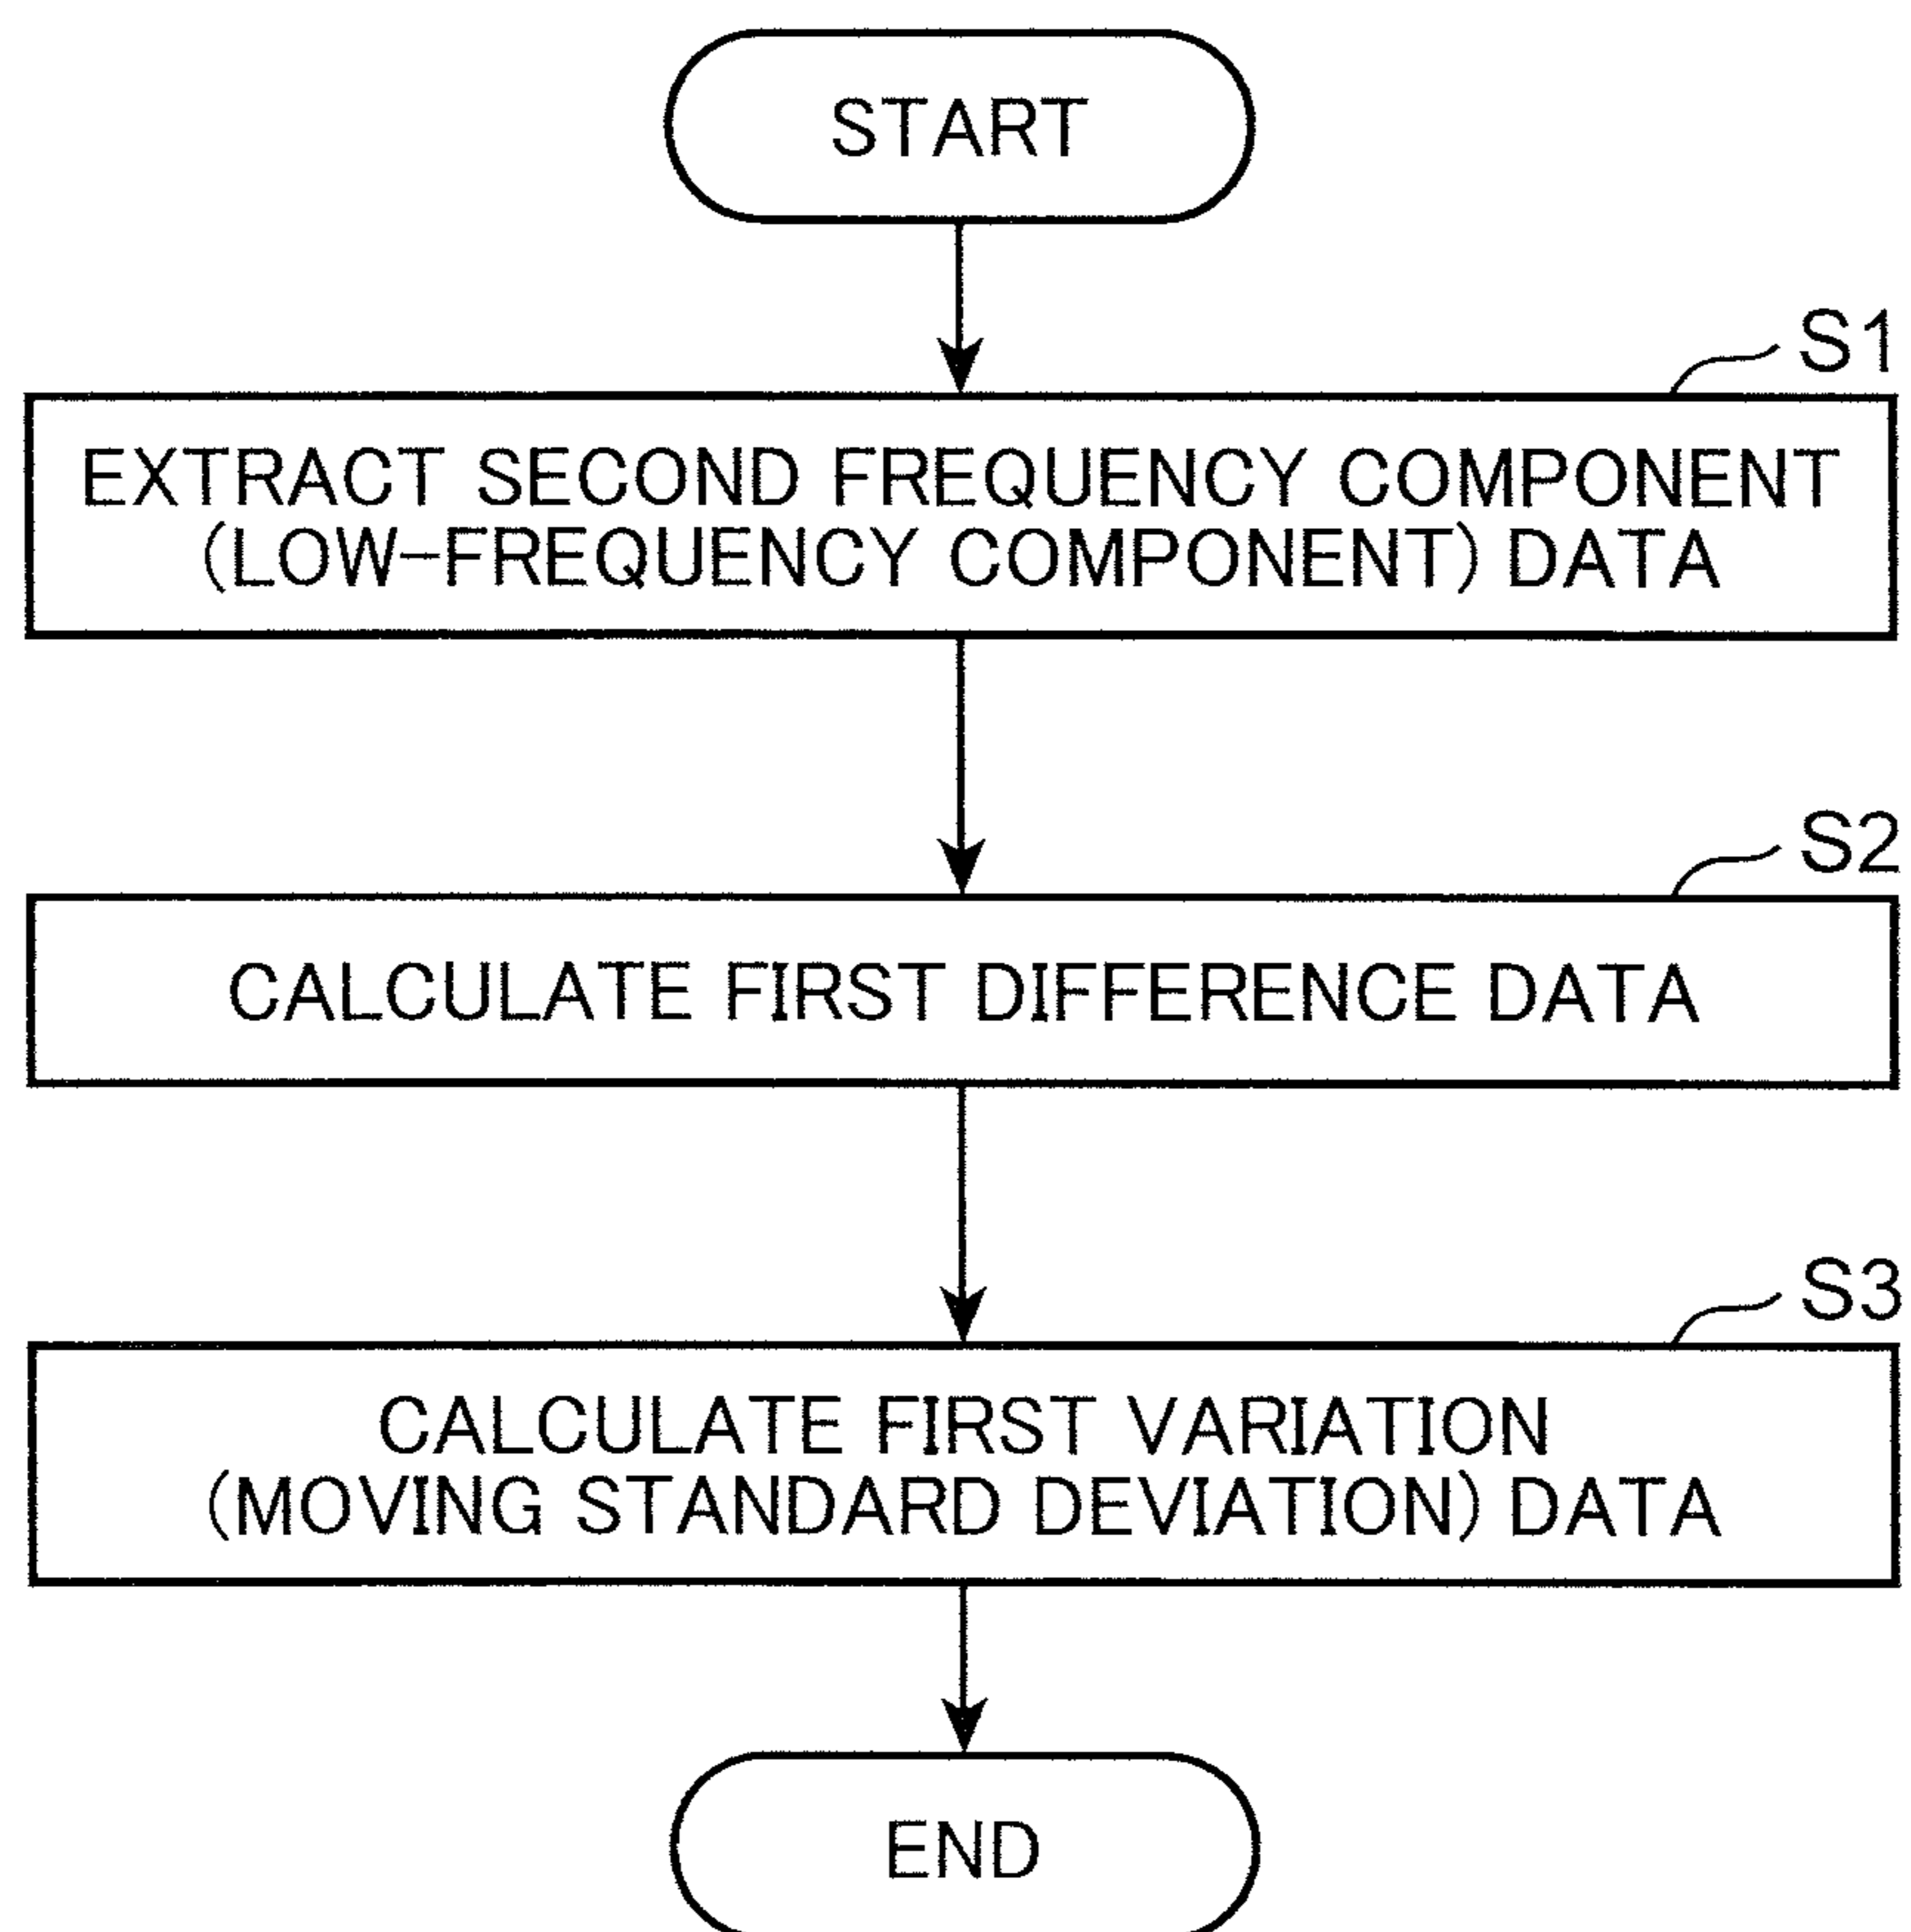 START
S1
EXTRACT SECOND FREQUENCY COMPONENT
(LOW-FREQUENCY COMPONENT) DATA
S2
CALCULATE FIRST DIFFERENCE DATA
S3
CALCULATE FIRST VARIATION
(MOVING STANDARD DEVIATION) DATA
END